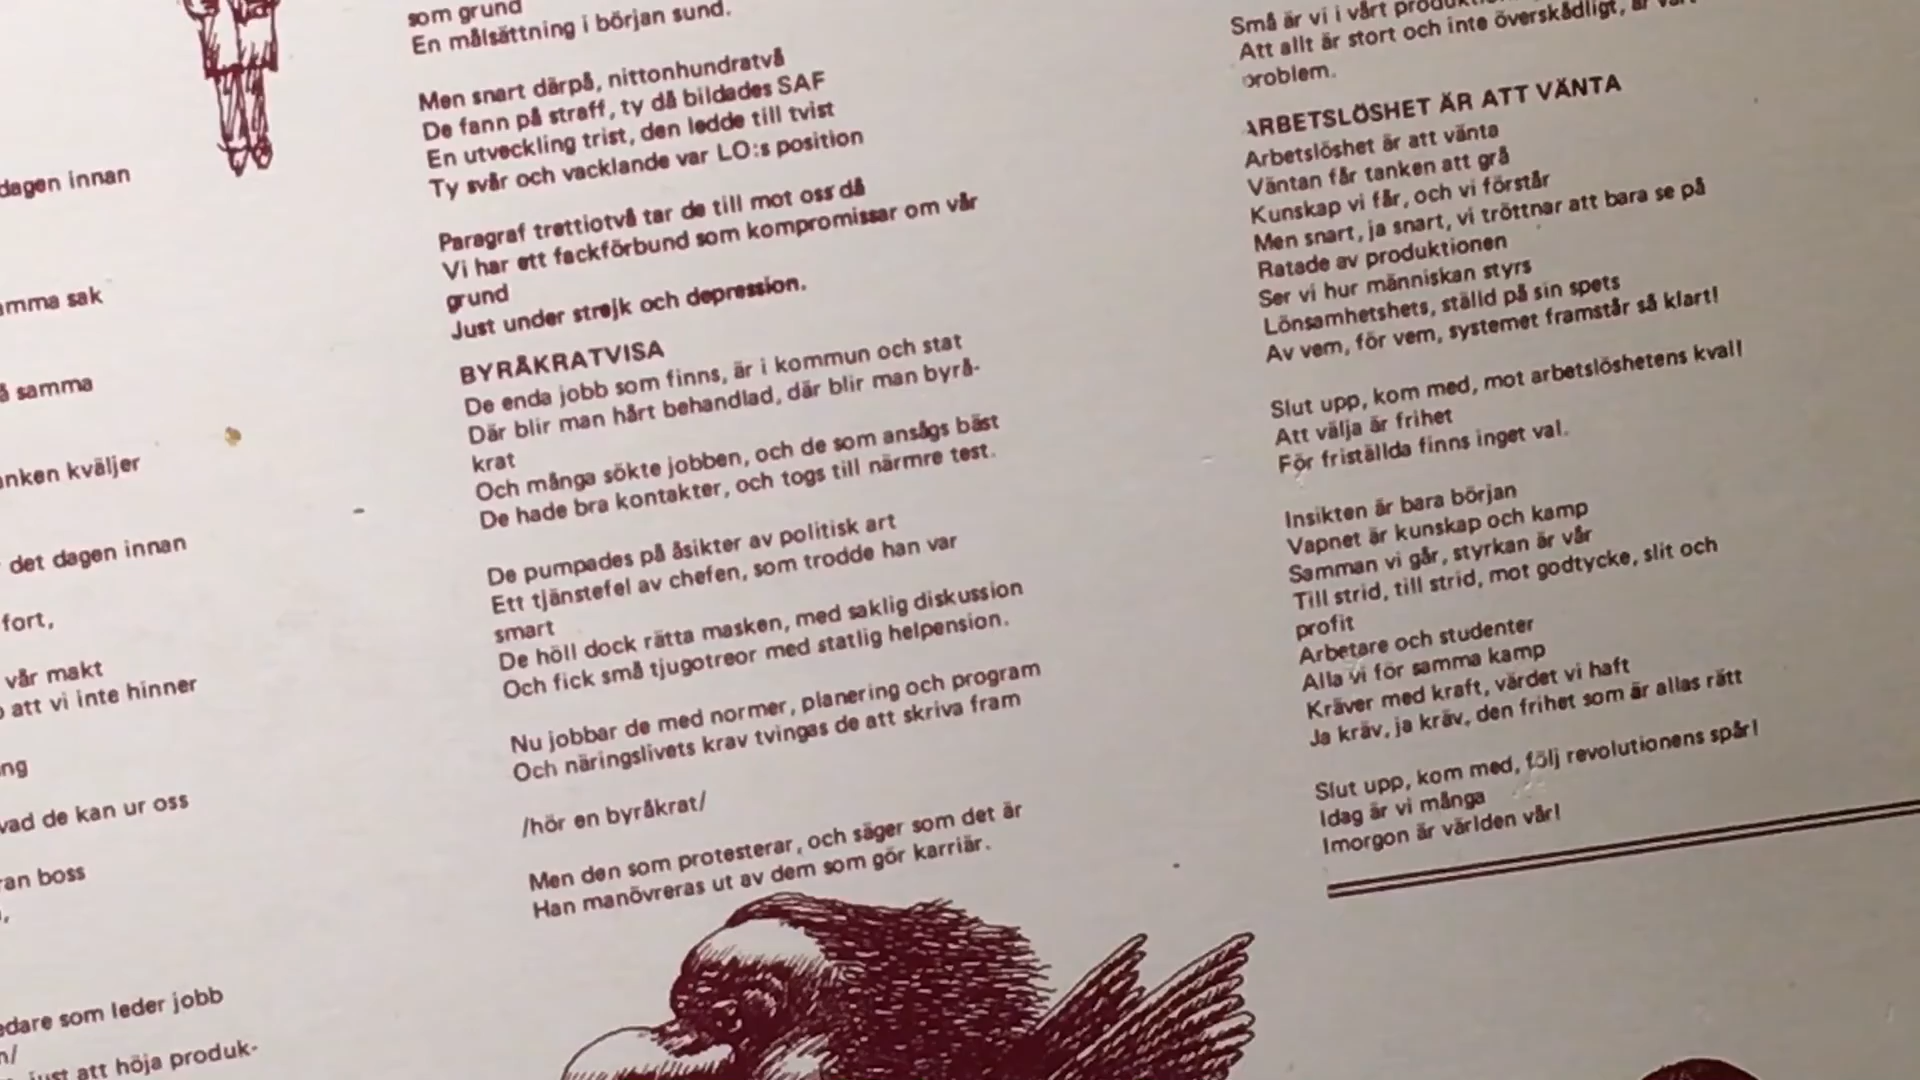 dagen innan
mma sak
å samma
nken kväljer
det dagen innan
fort,
vår makt
att vi inte hinner
ng
vad de kan ur oss
ran boss
edare som leder jobb
n/
just att höja produk-
som grund
En målsättning i början sund.
Men snart därpå, nittonhundratvå
De fann på straff, ty då bildades SAF
En utveckling trist, den ledde till tvist
Ty svår och vacklande var LO:s position
Paragraf trettiotvå tar de till mot oss då
Vi har ett fackförbund som kompromissar om vår
grund
Just under strejk och depression.
BYRÅKRATVISA
De enda jobb som finns, är i kommun och stat
Där blir man hårt behandlad, där blir man byrå-
krat
Och många sökte jobben, och de som ansågs bäst
De hade bra kontakter, och togs till närmre test.
De pumpades på åsikter av politisk art
Ett tjänstefel av chefen, som trodde han var
smart
De höll dock rätta masken, med saklig diskussion
Och fick små tjugotreor med statlig helpension.
Nu jobbar de med normer, planering och program
Och näringslivets krav tvingas de att skriva fram
/hör en byråkrat/
Men den som protesterar, och säger som det är
Han manövreras ut av dem som gör karriär.
Små är vi i vårt
Att allt är stort och inte överskådligt, är
problem.
ARBETSLÖSHET ÄR ATT VÄNTA
Arbetslöshet är att vänta
Väntan får tanken att grå
Kunskap vi får, och vi förstår
Men snart, ja snart, vi tröttnar att bara se på
Ratade av produktionen
Ser vi hur människan styrs
Lönsamhetshets, ställd på sin spets
Av vem, för vem, systemet framstår så klart!
Slut upp, kom med, mot arbetslöshetens kval!
Att välja är frihet
För friställda finns inget val.
Insikten är bara början
Vapnet är kunskap och kamp
Samman vi går, styrkan är vår
Till strid, till strid, mot godtycke, slit och
profit
Arbetare och studenter
Alla vi för samma kamp
Kräver med kraft, värdet vi haft
Ja kräv, ja kräv, den frihet som är allas rätt
Slut upp, kom med, följ revolutionens spår!
Idag är vi många
Imorgon är världen vår!